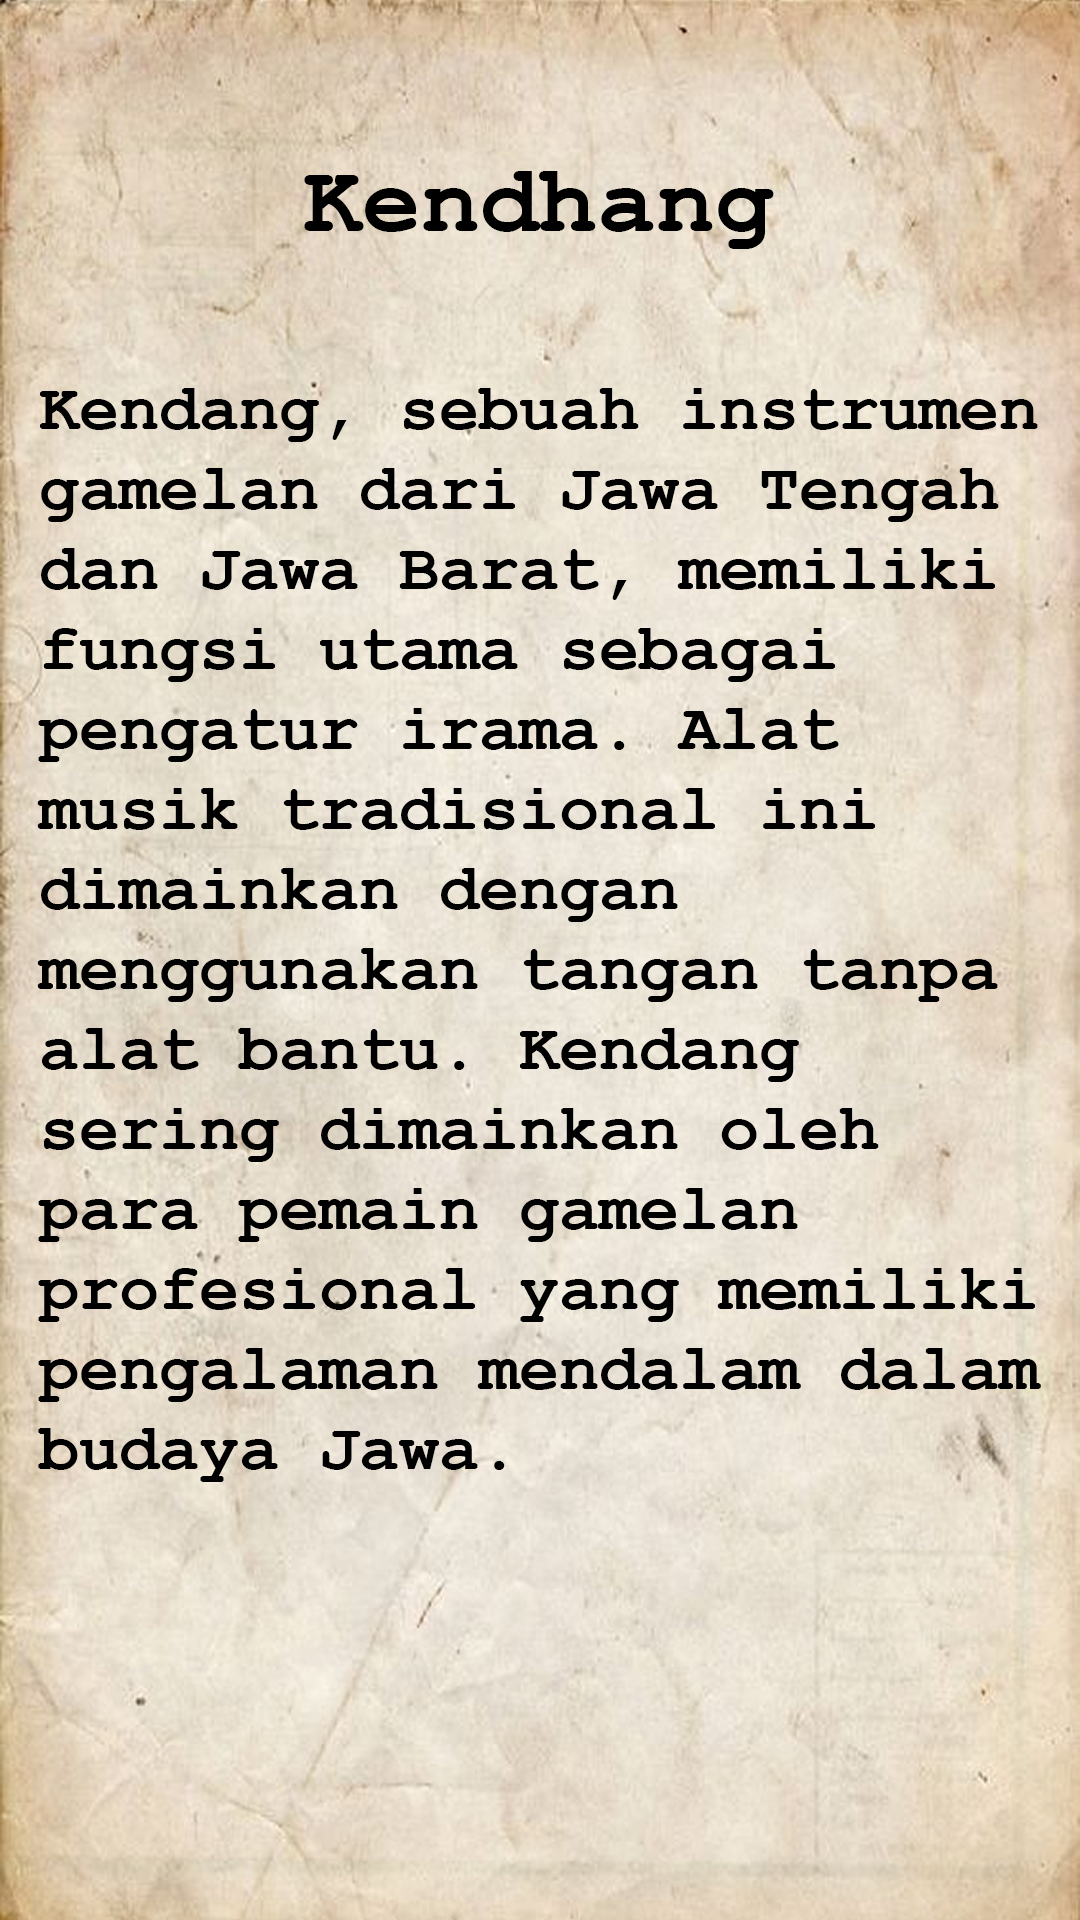 Kendhang
Kendang, sebuah instrumen
gamelan dari Jawa Tengah
dan Jawa Barat, memiliki
fungsi utama sebagai
pengatur irama. Alat
musik tradisional ini
dimainkan dengan
menggunakan tangan tanpa
alat bantu. Kendang
sering dimainkan oleh
para pemain gamelan
profesional yang memiliki
pengalaman mendalam dalam
budaya Jawa.